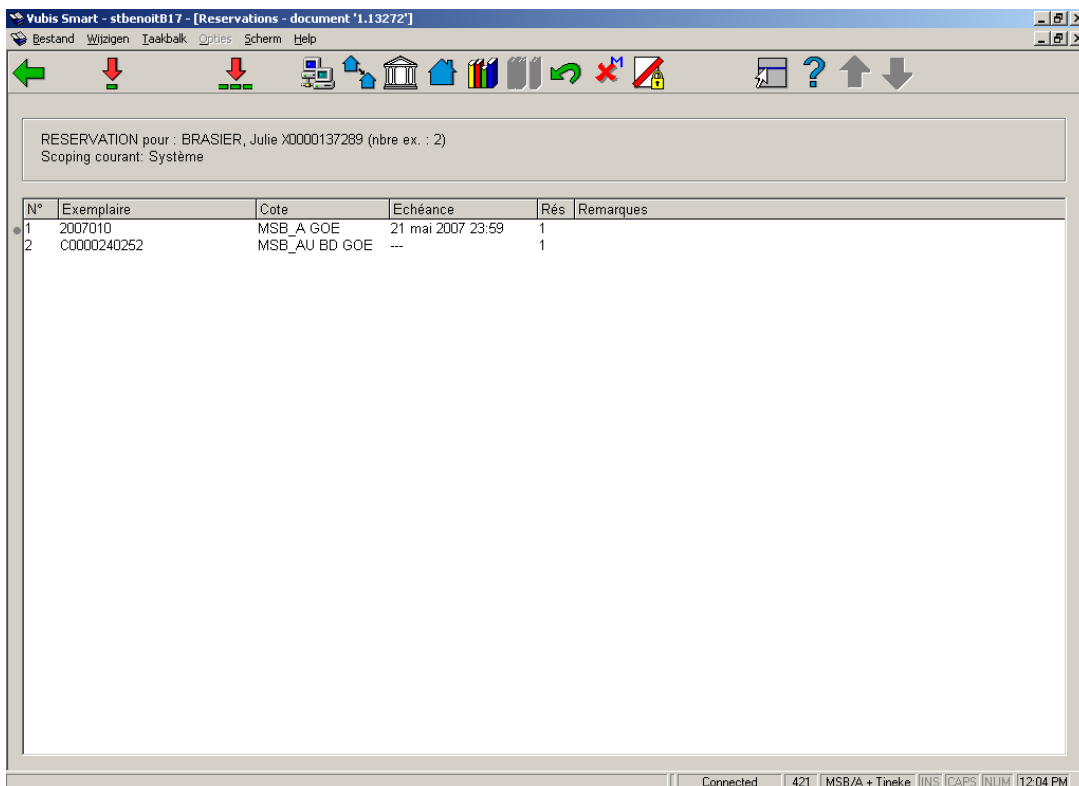 Vubis Smart - stbenoitB17 - [Reservations - document '1.13272']
Bestand Wijzigen Taakbalk Opties Scherm Help
M
?
RESERVATION pour : BRASIER, Julie X0000137289 (nbre ex. : 2)
Scoping courant: Système
N° Exemplaire Cote Echéance Rés Remarques
1 2007010 MSB_A GOE 21 mai 2007 23:59 1
2 C0000240252 MSB_AU BD GOE --- 1
Connected 421 MSB/A + Tineke INS CAPS NUM 12:04 PM